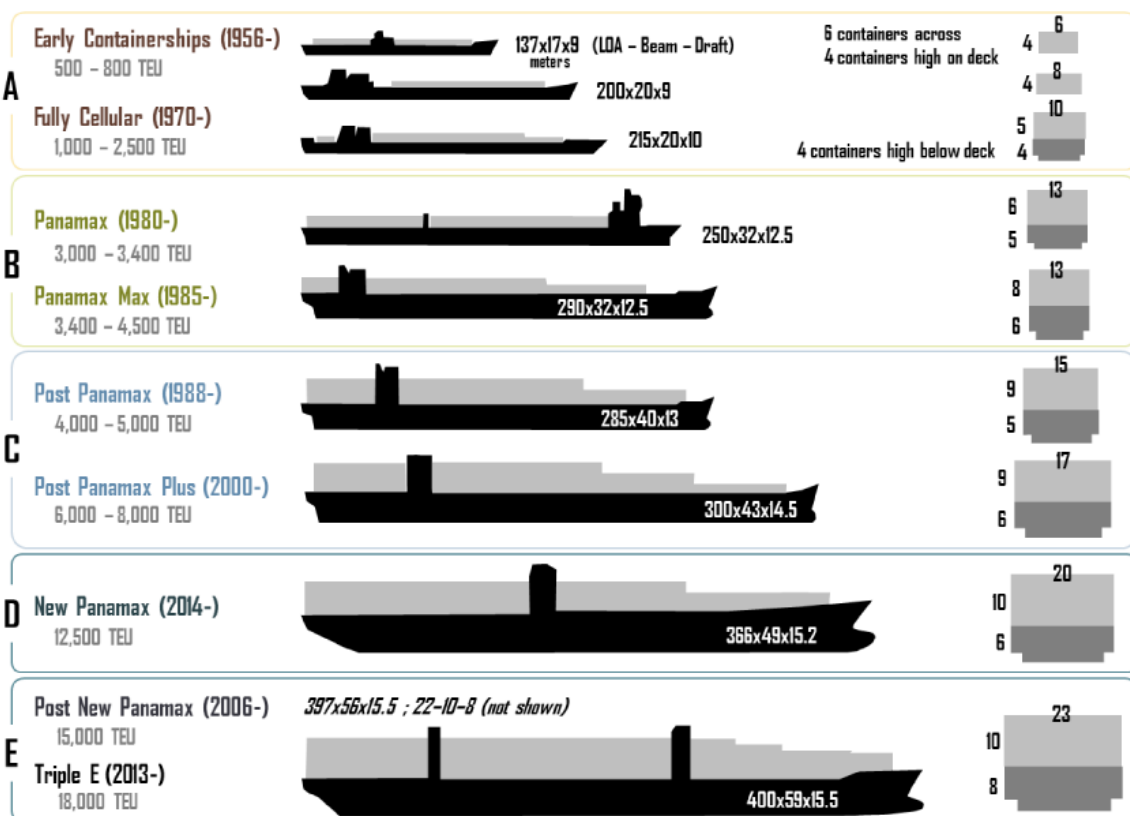 A
Early Containerships (1956-)
500 – 800 TEU
137x17x9 (LOA – Beam – Draft)
meters
200x20x9
6 containers across
4 containers high on deck
6
4
8
4
Fully Cellular (1970-)
1,000 – 2,500 TEU
215x20x10
4 containers high below deck
10
5
4
B
Panamax (1980-)
3,000 – 3,400 TEU
250x32x12.5
13
6
5
Panamax Max (1985-)
3,400 – 4,500 TEU
290x32x12.5
13
8
6
C
Post Panamax (1988-)
4,000 – 5,000 TEU
285x40x13
15
9
5
Post Panamax Plus (2000-)
6,000 – 8,000 TEU
300x43x14.5
17
9
6
D
New Panamax (2014-)
12,500 TEU
366x49x15.2
20
10
6
E
Post New Panamax (2006-)
15,000 TEU
397x56x15.5 ; 22-10-8 (not shown)
Triple E (2013-)
18,000 TEU
400x59x15.5
23
10
8